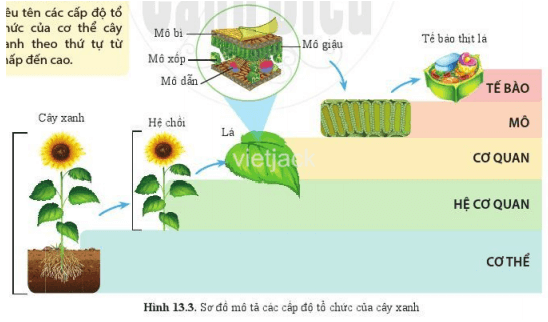 êu tên các cấp độ tổ
hức của cơ thể cây
anh theo thứ tự từ
hấp đến cao.
Mô bì
Mô giậu
Mô xốp
Mô dẫn
Tế bào thịt lá
TẾ BÀO
MÔ
CƠ QUAN
HỆ CƠ QUAN
CƠ THỂ
Cây xanh
Hệ chồi
Lá
vietjack
Hình 13.3. Sơ đồ mô tả các cấp độ tổ chức của cây xanh